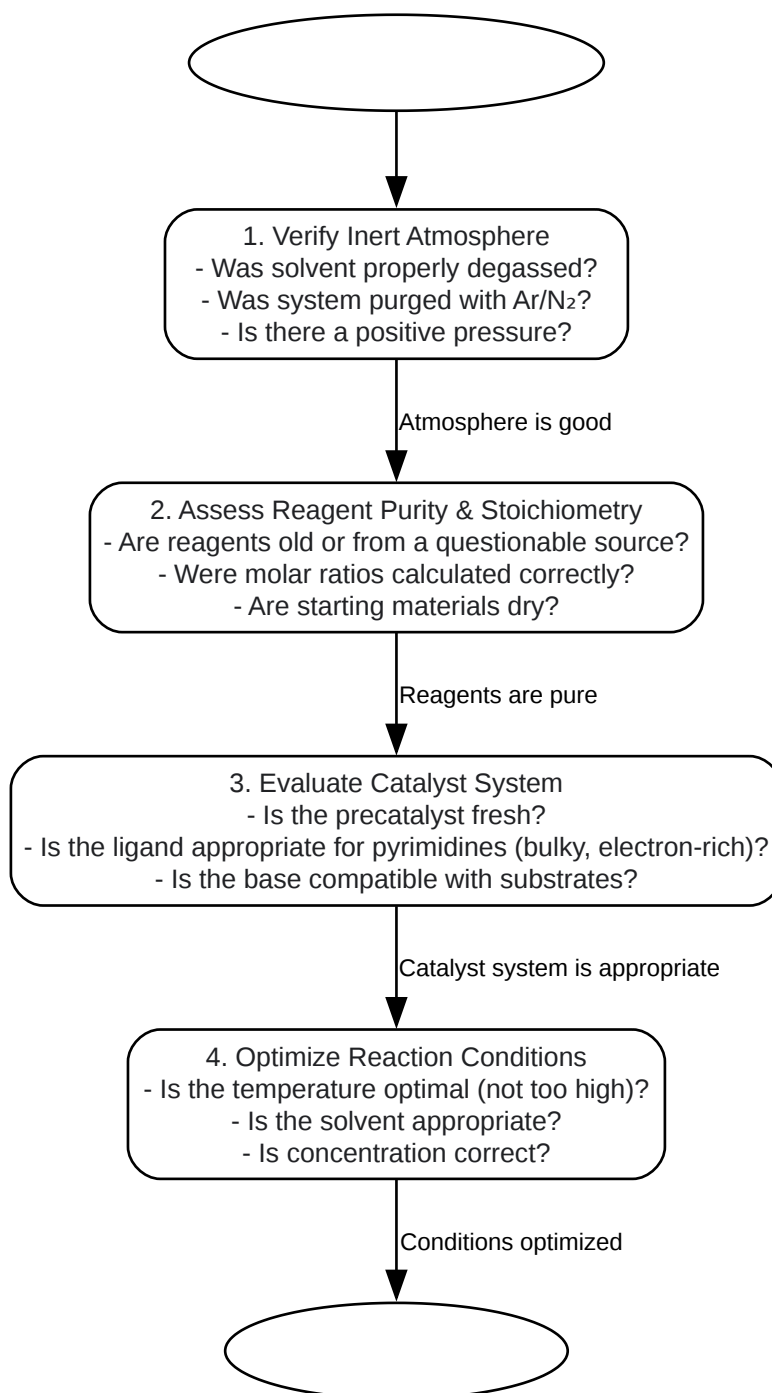 1. Verify Inert Atmosphere
- Was solvent properly degassed?
- Was system purged with Ar/N₂?
- Is there a positive pressure?
Atmosphere is good
2. Assess Reagent Purity & Stoichiometry
- Are reagents old or from a questionable source?
- Were molar ratios calculated correctly?
- Are starting materials dry?
Reagents are pure
3. Evaluate Catalyst System
- Is the precatalyst fresh?
- Is the ligand appropriate for pyrimidines (bulky, electron-rich)?
- Is the base compatible with substrates?
Catalyst system is appropriate
4. Optimize Reaction Conditions
- Is the temperature optimal (not too high)?
- Is the solvent appropriate?
- Is concentration correct?
Conditions optimized